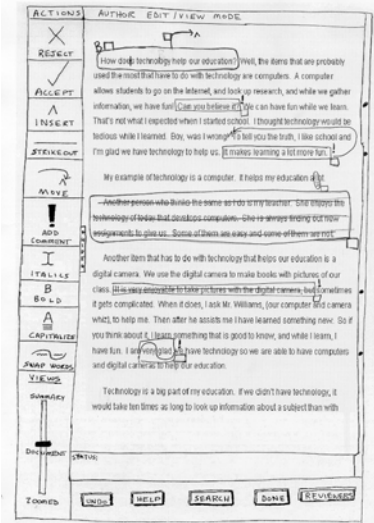 ACTIONS
AUTHOR EDIT/VIEW MODE
REJECT
ACCEPT
INSERT
STRIKEOUT
MOVE
ADD COMMENT
I
ITALICS
B
BOLD
A
CAPITALIZE
SWAP WORDS
VIEWS
SUMMARY
DOCUMENT
ZOOMED
B
How does technology help our education? Well, the items that are probably
used the most that have to do with technology are computers. A computer
allows students to go on the Internet, and look up research, and while we gather
information, we have fun! Can you believe it? We can have fun while we learn.
That's not what I expected when I started school. I thought technology would be
tedious while I learned. Boy, was I wrong! To tell you the truth, I like school and
I'm glad we have technology to help us. It makes learning a lot more fun.
My example of technology is a computer. It helps my education a lot.
Another person who thinks the same as I do is my teacher. She enjoys the
technology of today that develops computers. She is always finding out new
assignments to give us. Some of them are easy and some of them are not.
Another item that has to do with technology that helps our education is a
digital camera. We use the digital camera to make books with pictures of our
class. It is very enjoyable to take pictures with the digital camera, but sometimes
it gets complicated. When it does, I ask Mr. Williams, (our computer and camera
whiz), to help me. Then after he assists me I have learned something new. So if
you think about it, I learn something that is good to know, and while I learn, I
have fun. I am very glad we have technology so we are able to have computers
and digital cameras to help our education.
Technology is a big part of my education. If we didn't have technology, it
would take ten times as long to look up information about a subject than with
STATUS:
UNDO
HELP
SEARCH
DONE
REVIEWERS